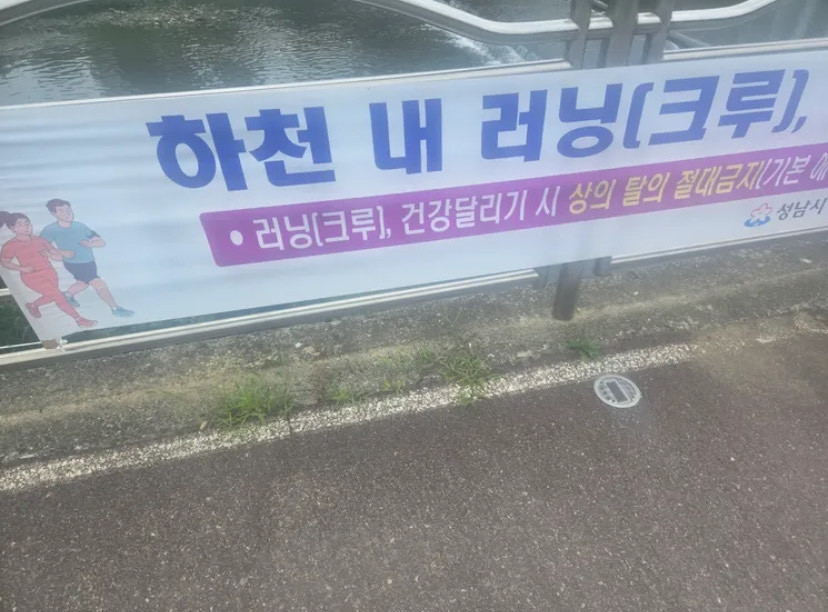 하천 내 러닝(크루),
• 러닝(크루), 건강달리기 시 상의 탈의 절대금지(기본 에
성남시